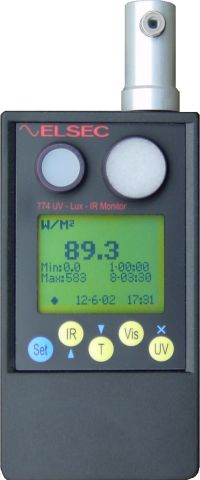 ELSEC
774 UV - Lux - IR Monitor
W/M²
89.3
Min:0.0 1-00:00
Max:583 8-03:30
12-6-02 17:31
IR Vis
Set T UV